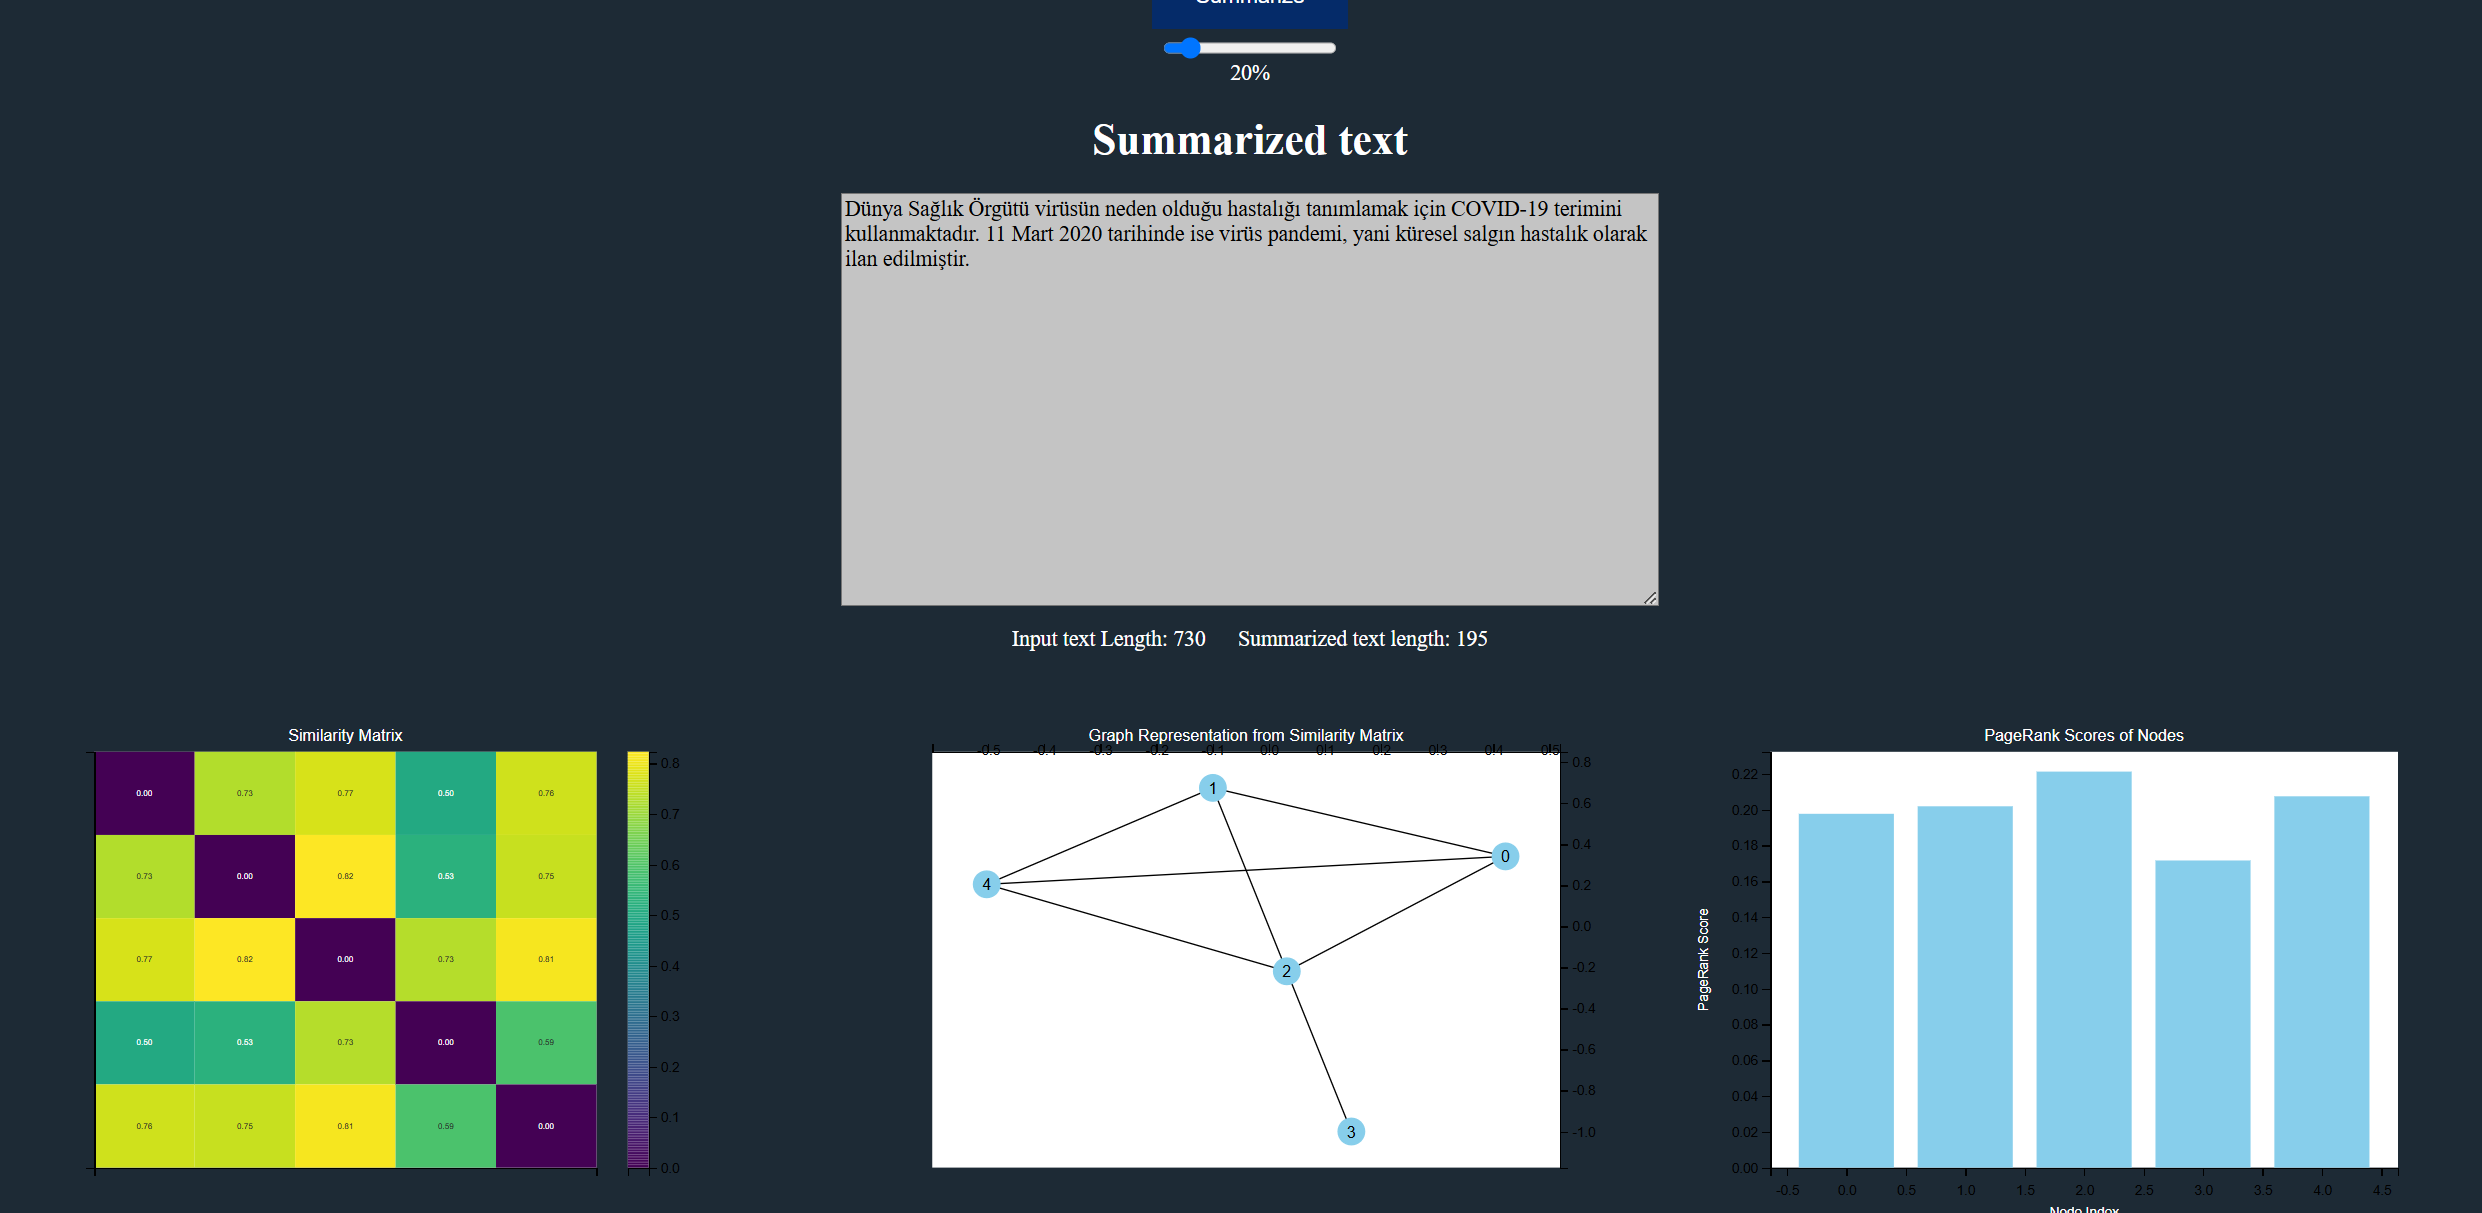 Summarize
20%
Summarized text
Dünya Sağlık Örgütü virüsün neden olduğu hastalığı tanımlamak için COVID-19 terimini
kullanmaktadır. 11 Mart 2020 tarihinde ise virüs pandemi, yani küresel salgın hastalık olarak
ilan edilmiştir.
Input text Length: 730 Summarized text length: 195
Similarity Matrix
0.00 0.73 0.77 0.50 0.76
0.73 0.00 0.82 0.53 0.75
0.77 0.82 0.00 0.73 0.81
0.50 0.53 0.73 0.00 0.59
0.76 0.75 0.81 0.59 0.00
0.8
0.7
0.6
0.5
0.4
0.3
0.2
0.1
0.0
Graph Representation from Similarity Matrix
-0.5 -0.4 -0.3 -0.2 -0.1 0.0 0.1 0.2 0.3 0.4 0.5
1
0
4
2
3
0.8
0.6
0.4
0.2
0.0
-0.2
-0.4
-0.6
-0.8
-1.0
PageRank Scores of Nodes
PageRank Score
0.22
0.20
0.18
0.16
0.14
0.12
0.10
0.08
0.06
0.04
0.02
0.00
-0.5 0.0 0.5 1.0 1.5 2.0 2.5 3.0 3.5 4.0 4.5
Node Index